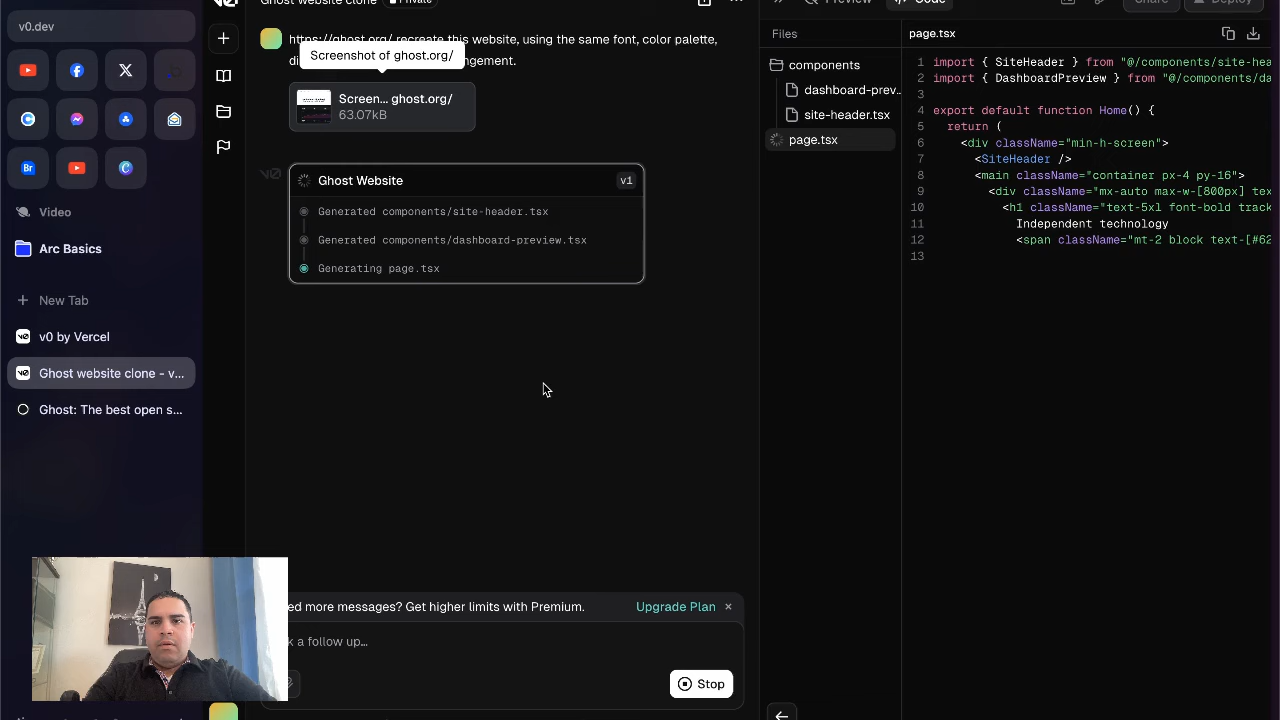 v0.dev
Video
Arc Basics
New Tab
v0 by Vercel
Ghost website clone - v...
Ghost: The best open s...
Ghost website clone
Private
https://ghost.org/ recreate this website, using the same font, color palette,
Screenshot of ghost.org/
Screen... ghost.org/
63.07kB
Ghost Website
v1
Generated components/site-header.tsx
Generated components/dashboard-preview.tsx
Generating page.tsx
more messages? Get higher limits with Premium.
Upgrade Plan
a follow up...
Stop
Preview
Code
Share
Deploy
Files
components
dashboard-prev...
site-header.tsx
page.tsx
page.tsx
1 import { SiteHeader } from "@/components/site-hea
2 import { DashboardPreview } from "@/components/da
3
4 export default function Home() {
5 return (
6 <div className="min-h-screen">
7 <SiteHeader />
8 <main className="container px-4 py-16">
9 <div className="mx-auto max-w-[800px] tex
10 <h1 className="text-5xl font-bold track
11 Independent technology
12 <span className="mt-2 block text-[#62
13